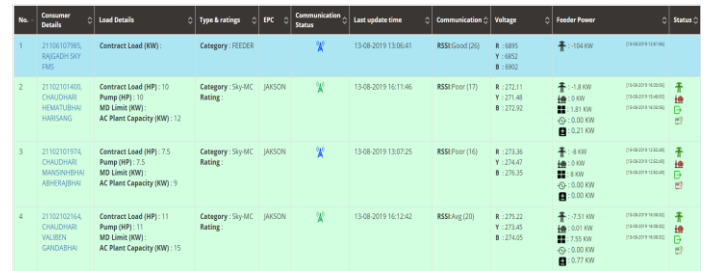 No. Consumer Details Load Details Type & ratings EPC Communication Status Last update time Communication Voltage Feeder Power Status
1 21106107985, Contract Load (KW) : Category : FEEDER 13-08-2019 13:06:41 RSSI:Good (26) R : 6895 : -104 KW
RAJGADH SKY Y : 6852
FMS B : 6902
2 21102101400, Contract Load (HP) : 10 Category : Sky-MC JAKSON 13-08-2019 16:11:46 RSSI:Poor (17) R : 272.11 : -1.8 KW
CHAUDHARI Pump (HP) : 10 Rating : Y : 271.48 : 0 KW
HEMATUBHAI MD Limit (KW) : B : 272.92 : 1.81 KW
HARISANG AC Plant Capacity (KW) : 12 : 0.00 KW
: 0.21 KW
3 21102101974, Contract Load (HP) : 7.5 Category : Sky-MC JAKSON 13-08-2019 13:07:25 RSSI:Poor (16) R : 273.36 : -8 KW
CHAUDHARI Pump (HP) : 7.5 Rating : Y : 274.47 : 0 KW
MANSINHBHAI MD Limit (KW) : B : 276.35 : 8 KW
ABHERAJBHAI AC Plant Capacity (KW) : 9 : 0.00 KW
: 0.00 KW
4 21102102164, Contract Load (HP) : 11 Category : Sky-MC JAKSON 13-08-2019 16:12:42 RSSI:Avg (20) R : 275.22 : -7.51 KW
CHAUDHARI Pump (HP) : 11 Rating : Y : 273.45 : 0.01 KW
VALIBEN MD Limit (KW) : B : 274.05 : 7.55 KW
GANDABHAI AC Plant Capacity (KW) : 15 : 0.00 KW
: 0.77 KW